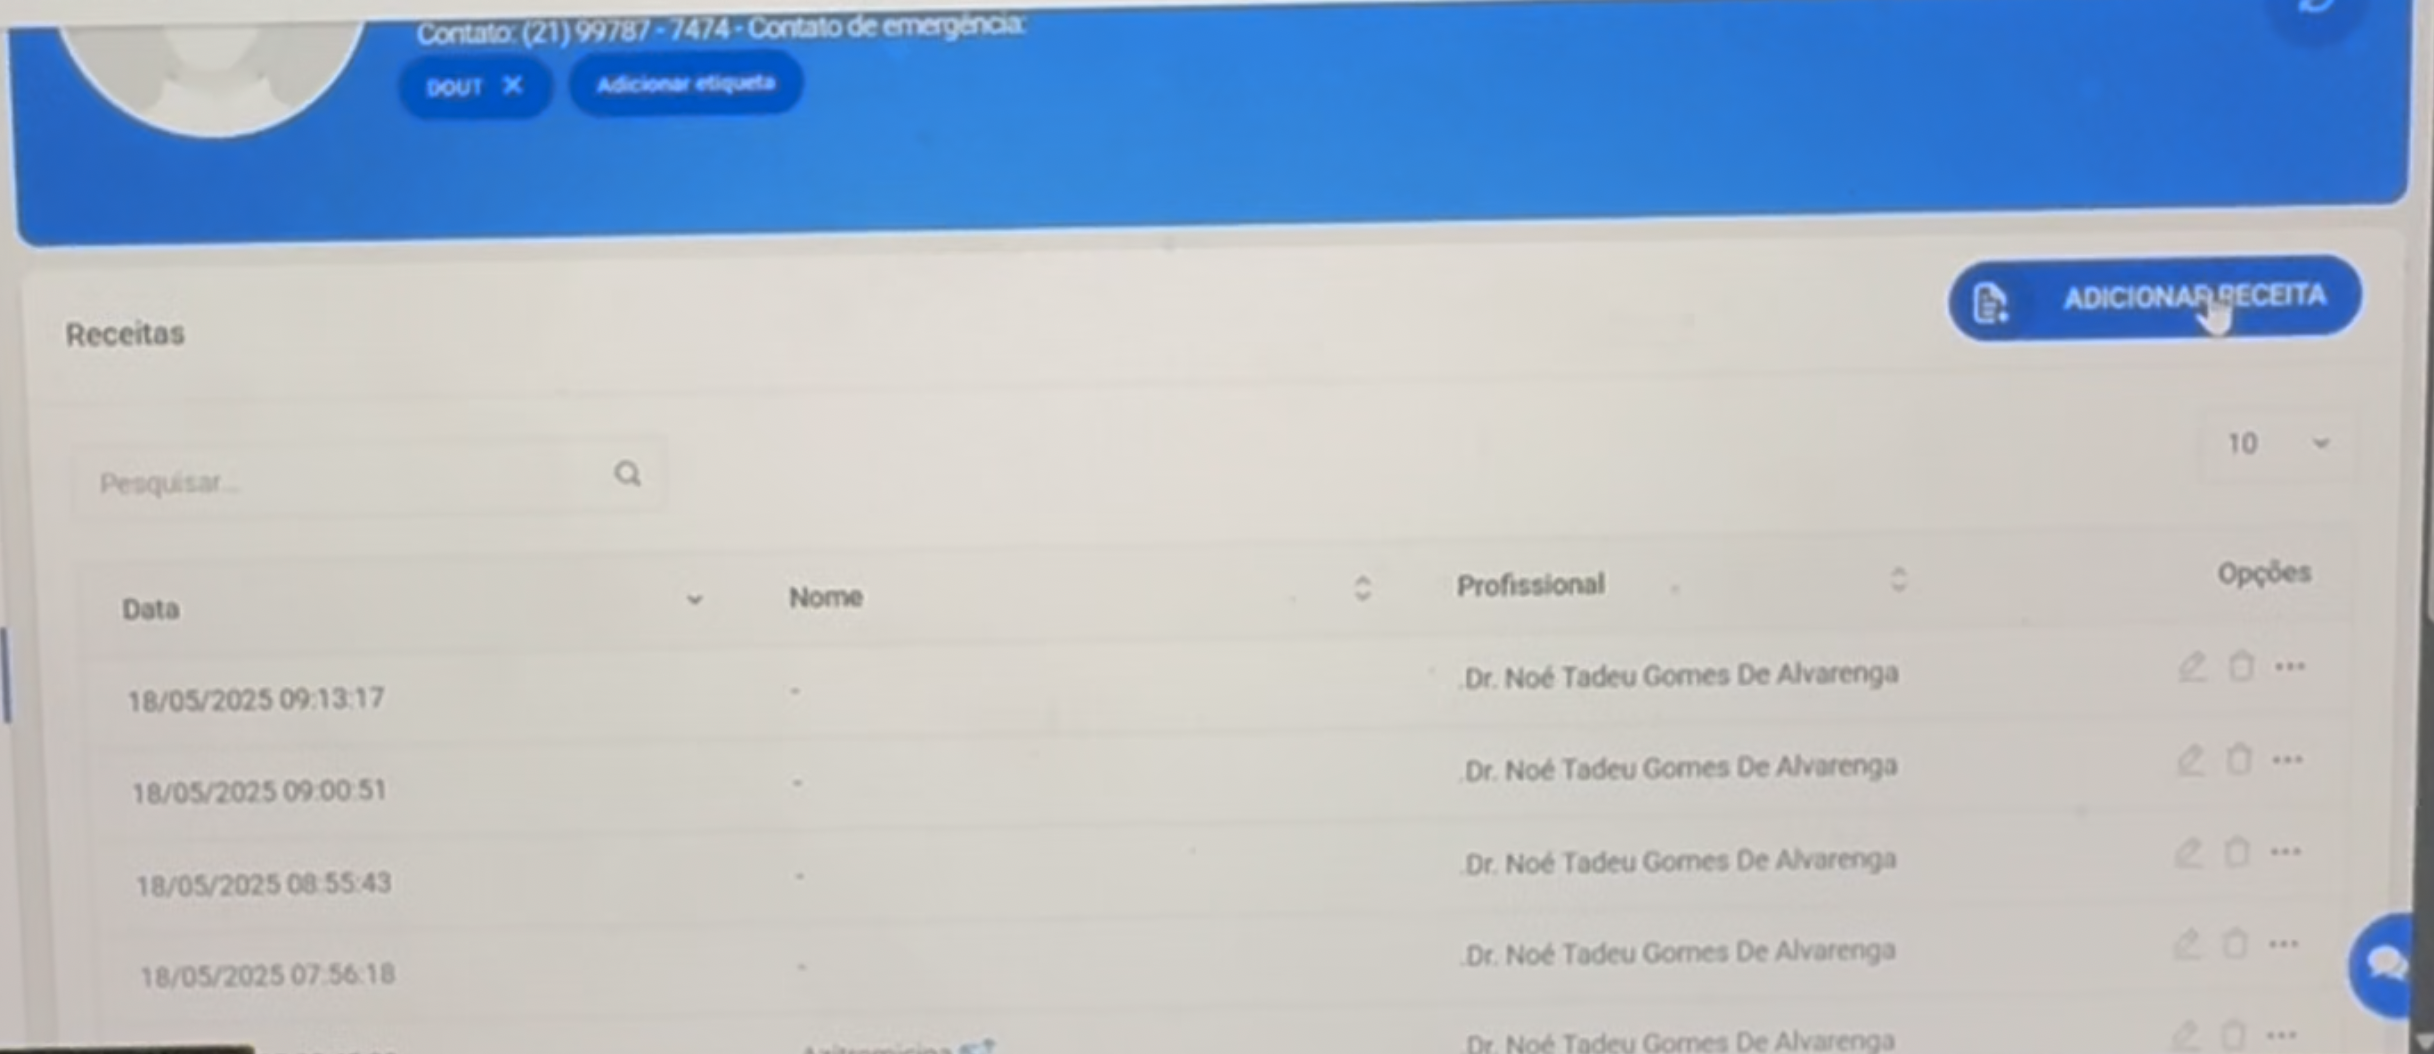 Contato: (21) 99787 - 7474 - Contato de emergência:
DOUT X Adicionar etiqueta
ADICIONAR RECEITA
Receitas
10
Pesquisar...
Data Nome Profissional Opções
18/05/2025 09:13:17 - .Dr. Noé Tadeu Gomes De Alvarenga
18/05/2025 09:00:51 - .Dr. Noé Tadeu Gomes De Alvarenga
18/05/2025 08:55:43 - .Dr. Noé Tadeu Gomes De Alvarenga
18/05/2025 07:56:18 - .Dr. Noé Tadeu Gomes De Alvarenga
.Dr. Noé Tadeu Gomes De Alvarenga